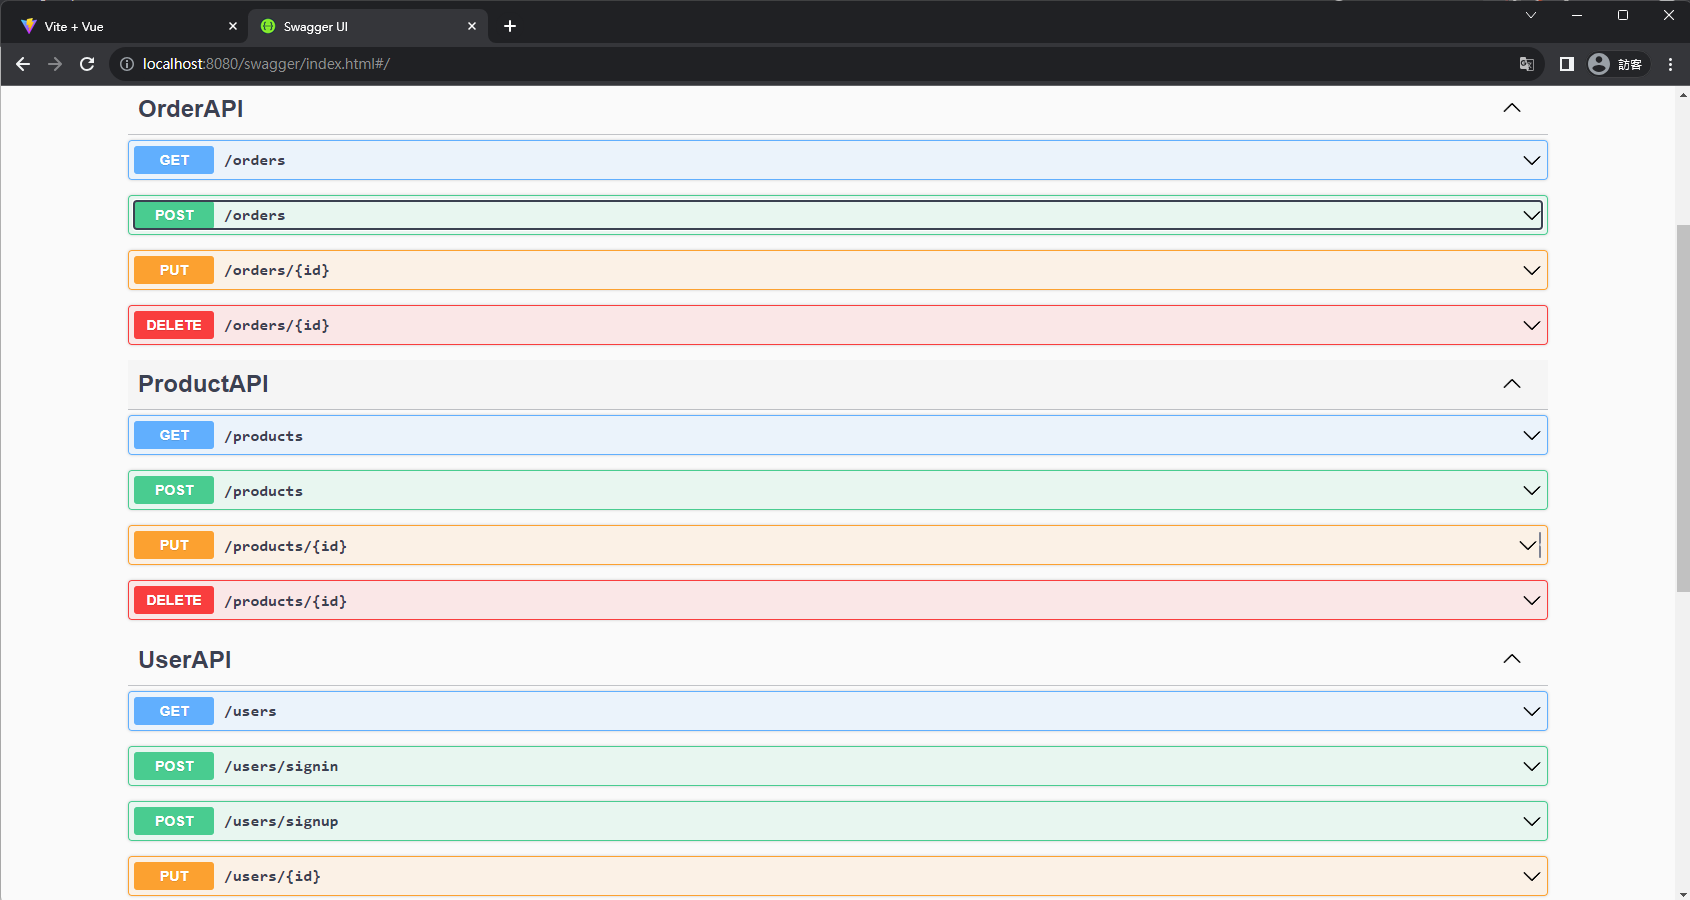 Vite + Vue
Swagger UI
localhost:8080/swagger/index.html#/
訪客
OrderAPI
GET /orders
POST /orders
PUT /orders/{id}
DELETE /orders/{id}
ProductAPI
GET /products
POST /products
PUT /products/{id}
DELETE /products/{id}
UserAPI
GET /users
POST /users/signin
POST /users/signup
PUT /users/{id}